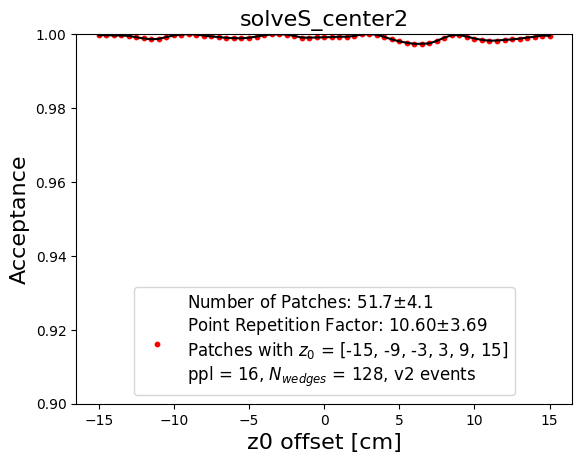 solveS_center2
1.00
0.98
0.96
0.94
0.92
0.90
Acceptance
Number of Patches: 51.7±4.1
Point Repetition Factor: 10.60±3.69
Patches with z₀ = [-15, -9, -3, 3, 9, 15]
ppl = 16, N_wedges = 128, v2 events
−15 −10 −5 0 5 10 15
z0 offset [cm]